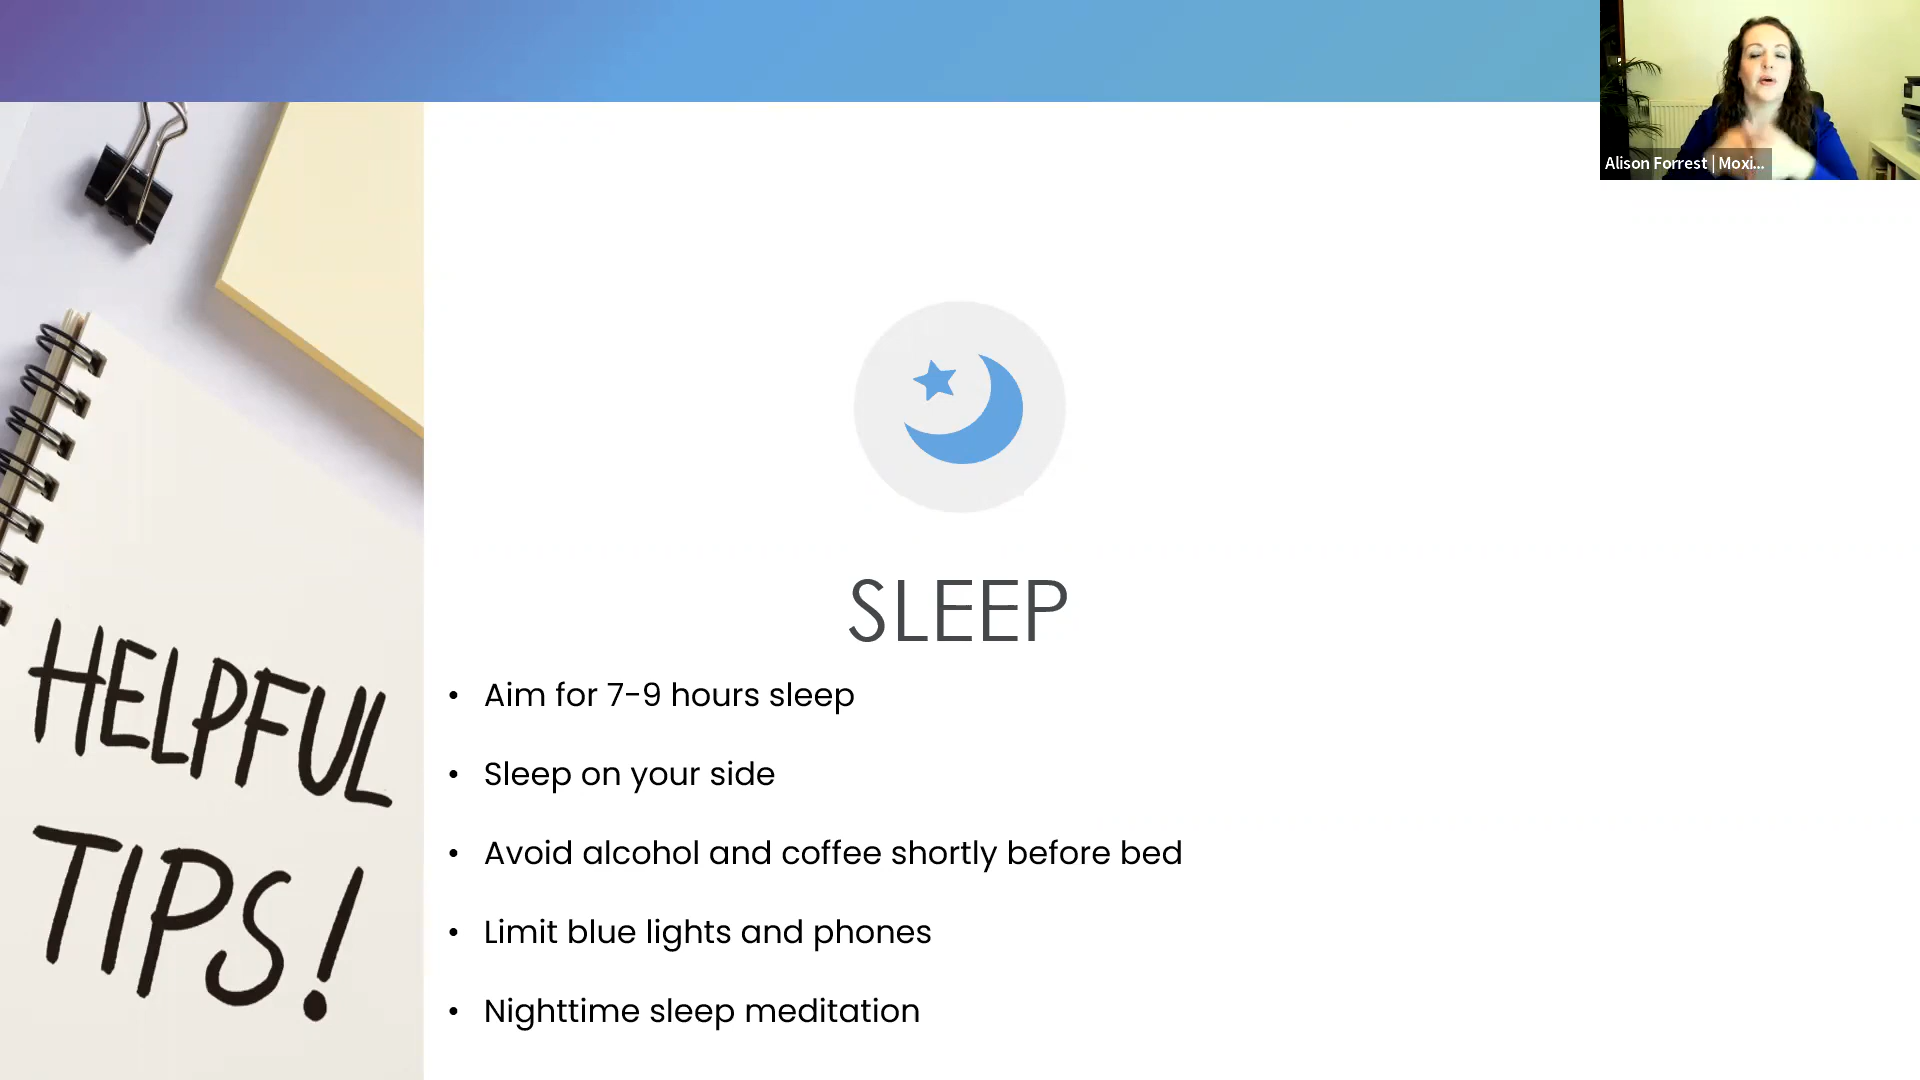 Alison Forrest | Moxi...
HELPFUL
TIPS!
SLEEP
• Aim for 7-9 hours sleep
• Sleep on your side
• Avoid alcohol and coffee shortly before bed
• Limit blue lights and phones
• Nighttime sleep meditation